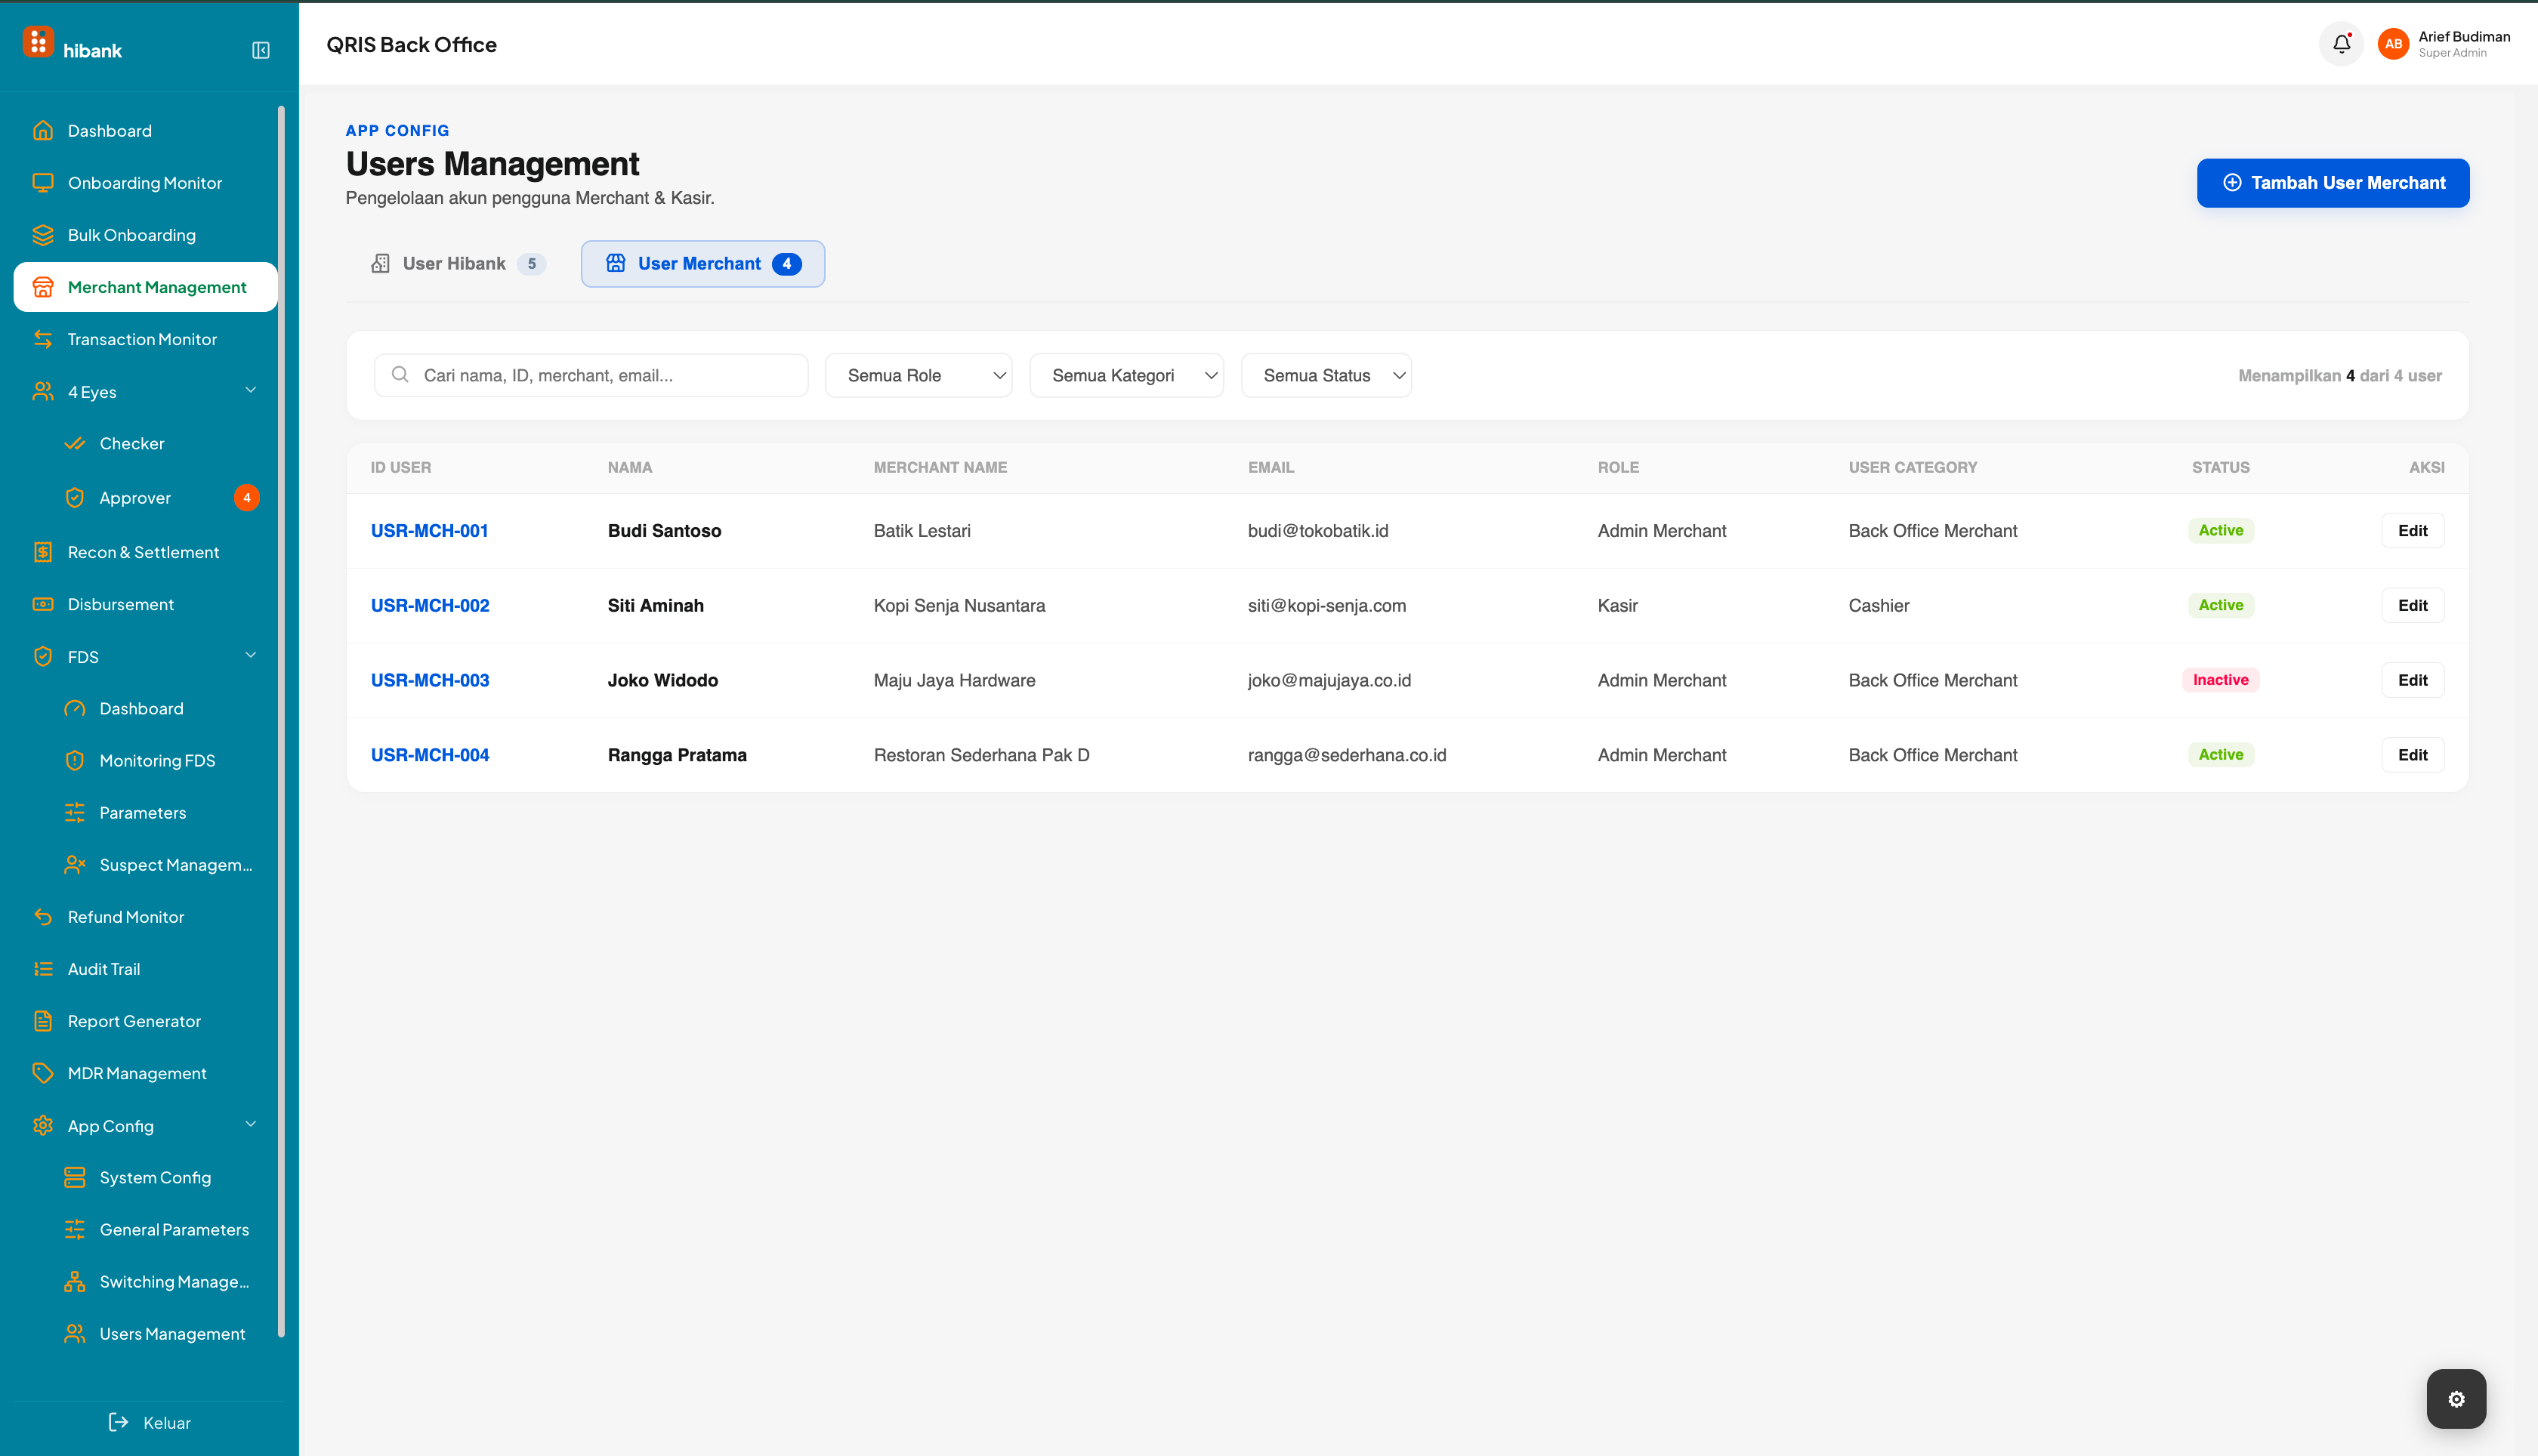 hibank
Dashboard
Onboarding Monitor
Bulk Onboarding
Merchant Management
Transaction Monitor
4 Eyes
Checker
Approver 4
Recon & Settlement
Disbursement
FDS
Dashboard
Monitoring FDS
Parameters
Suspect Managem...
Refund Monitor
Audit Trail
Report Generator
MDR Management
App Config
System Config
General Parameters
Switching Manage...
Users Management
Keluar
QRIS Back Office
AB
Arief Budiman
Super Admin
APP CONFIG
Users Management
Pengelolaan akun pengguna Merchant & Kasir.
Tambah User Merchant
User Hibank 5
User Merchant 4
Cari nama, ID, merchant, email...
Semua Role
Semua Kategori
Semua Status
Menampilkan 4 dari 4 user
ID USER NAMA MERCHANT NAME EMAIL ROLE USER CATEGORY STATUS AKSI
USR-MCH-001 Budi Santoso Batik Lestari budi@tokobatik.id Admin Merchant Back Office Merchant Active Edit
USR-MCH-002 Siti Aminah Kopi Senja Nusantara siti@kopi-senja.com Kasir Cashier Active Edit
USR-MCH-003 Joko Widodo Maju Jaya Hardware joko@majujaya.co.id Admin Merchant Back Office Merchant Inactive Edit
USR-MCH-004 Rangga Pratama Restoran Sederhana Pak D rangga@sederhana.co.id Admin Merchant Back Office Merchant Active Edit